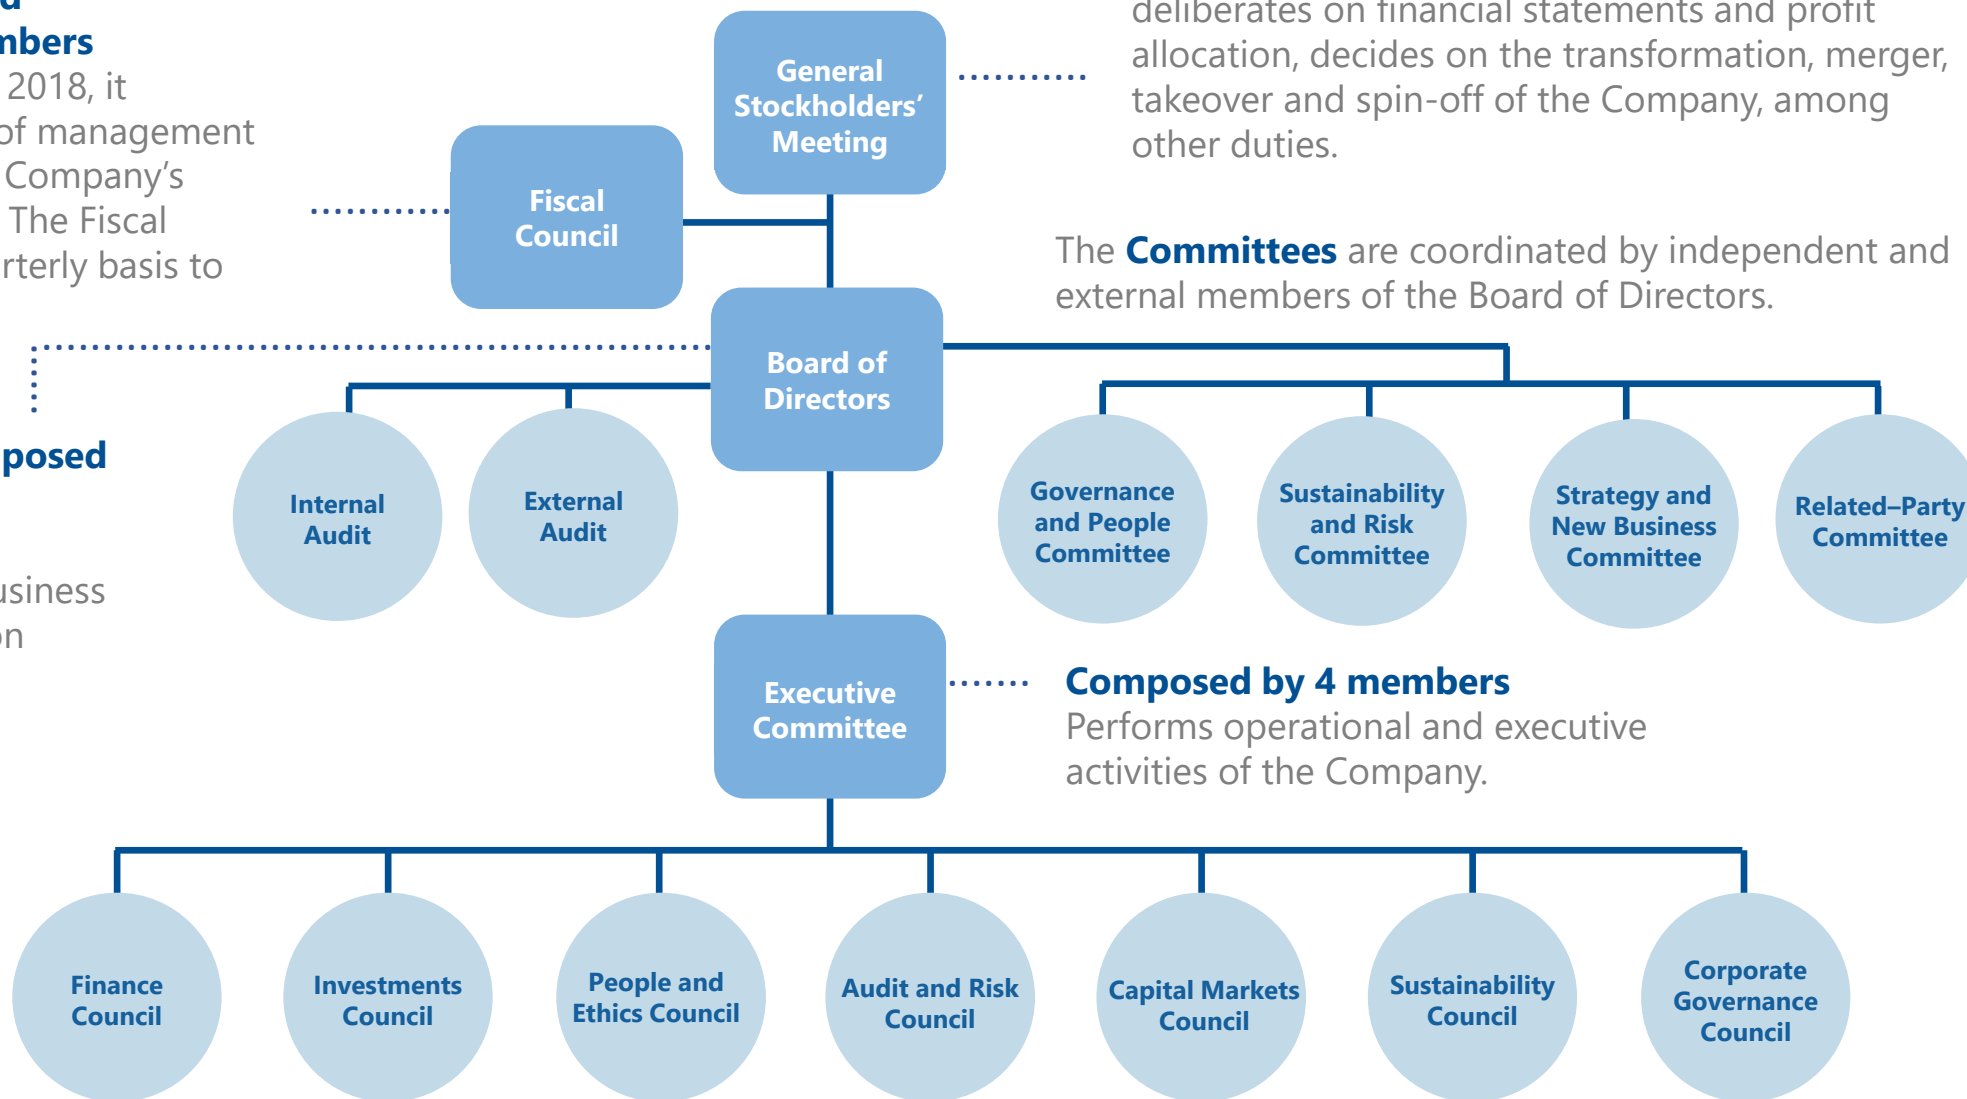 mbers
2018, it
of management
Company's
The Fiscal
rterly basis to
General
Stockholders'
Meeting
deliberates on financial statements and profit
allocation, decides on the transformation, merger,
takeover and spin-off of the Company, among
other duties.
Fiscal
Council
The Committees are coordinated by independent and
external members of the Board of Directors.
Board of
Directors
posed
usiness
on
Internal
Audit
External
Audit
Governance
and People
Committee
Sustainability
and Risk
Committee
Strategy and
New Business
Committee
Related–Party
Committee
Executive
Committee
Composed by 4 members
Performs operational and executive
activities of the Company.
Finance
Council
Investments
Council
People and
Ethics Council
Audit and Risk
Council
Capital Markets
Council
Sustainability
Council
Corporate
Governance
Council